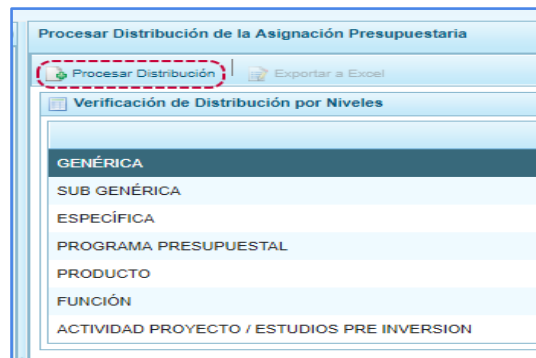 Procesar Distribución de la Asignación Presupuestaria
Procesar Distribución Exportar a Excel
Verificación de Distribución por Niveles
GENÉRICA
SUB GENÉRICA
ESPECÍFICA
PROGRAMA PRESUPUESTAL
PRODUCTO
FUNCIÓN
ACTIVIDAD PROYECTO / ESTUDIOS PRE INVERSION